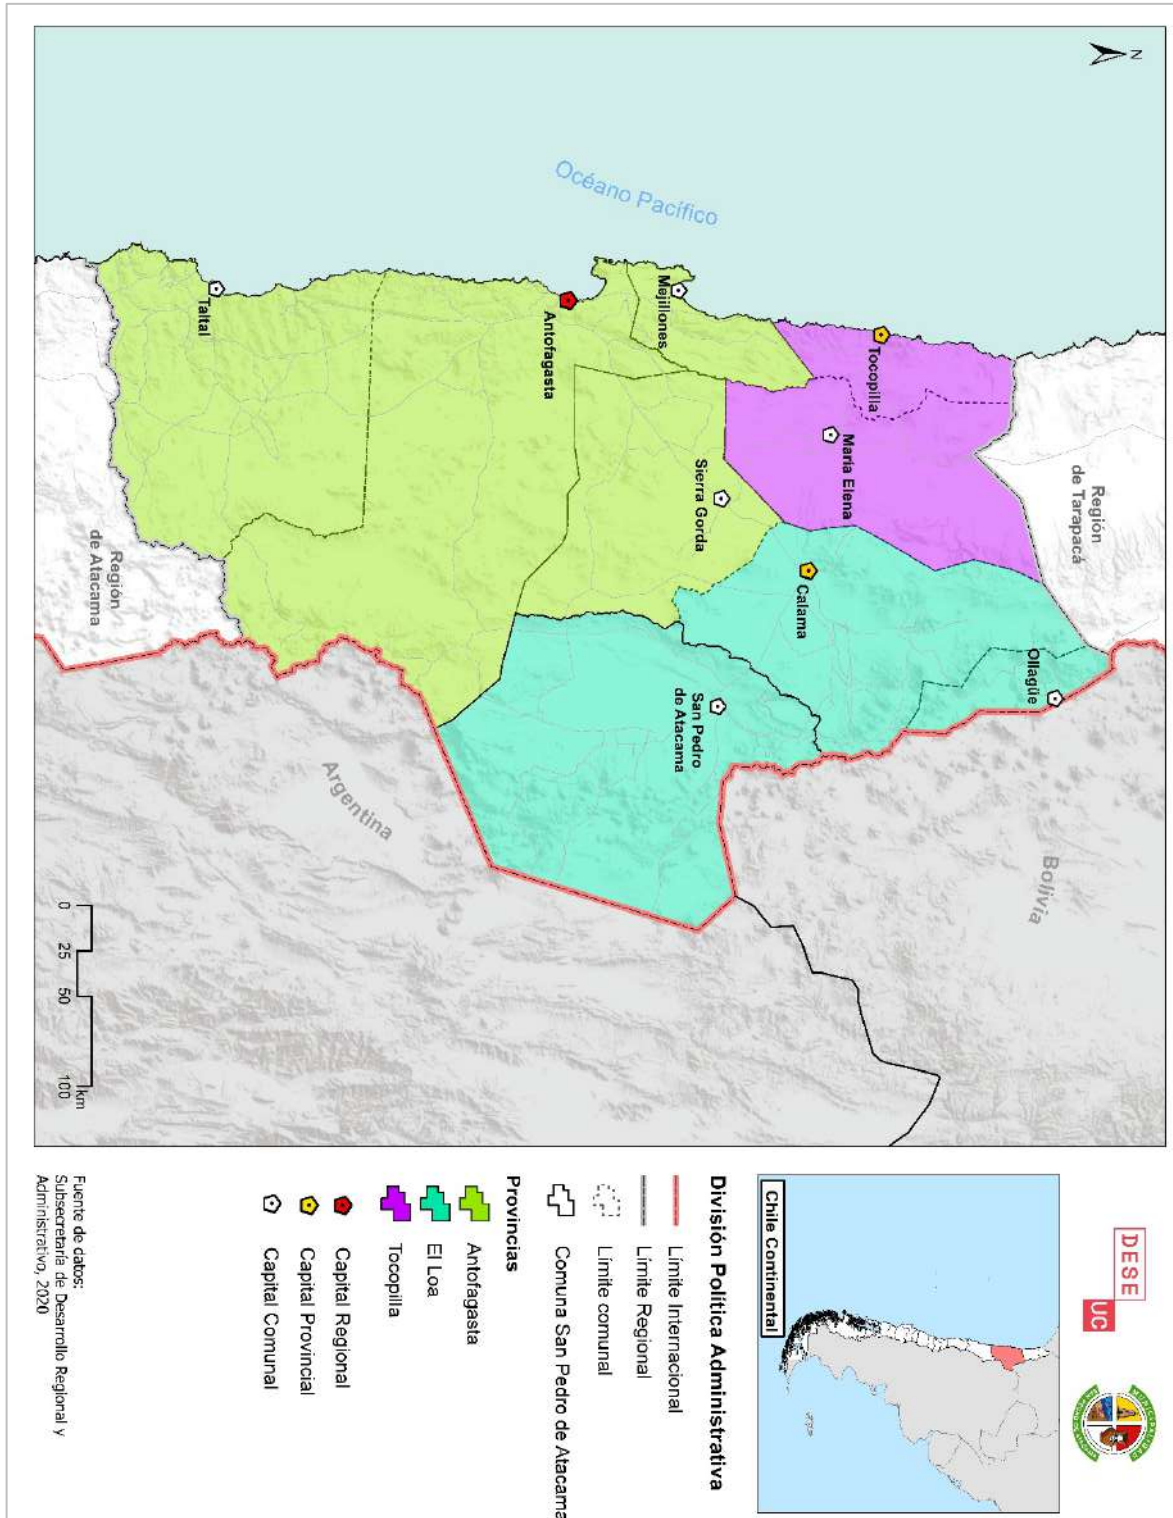 N
Océano Pacífico
Región
de Tarapacá
Tocopilla
María Elena
Mejillones
Antofagasta
Sierra Gorda
Calama
Ollagüe
San Pedro
de Atacama
Taltal
Región
de Atacama
Bolivia
Argentina
0 25 50 100
km
DESE
UC
MUNICIPALIDAD
Chile Continental
División Política Administrativa
Límite Internacional
Límite Regional
Límite comunal
Comuna San Pedro de Atacama
Provincias
Antofagasta
El Loa
Tocopilla
Capital Regional
Capital Provincial
Capital Comunal
Fuente de datos:
Subsecretaría de Desarrollo Regional y
Administrativo, 2020